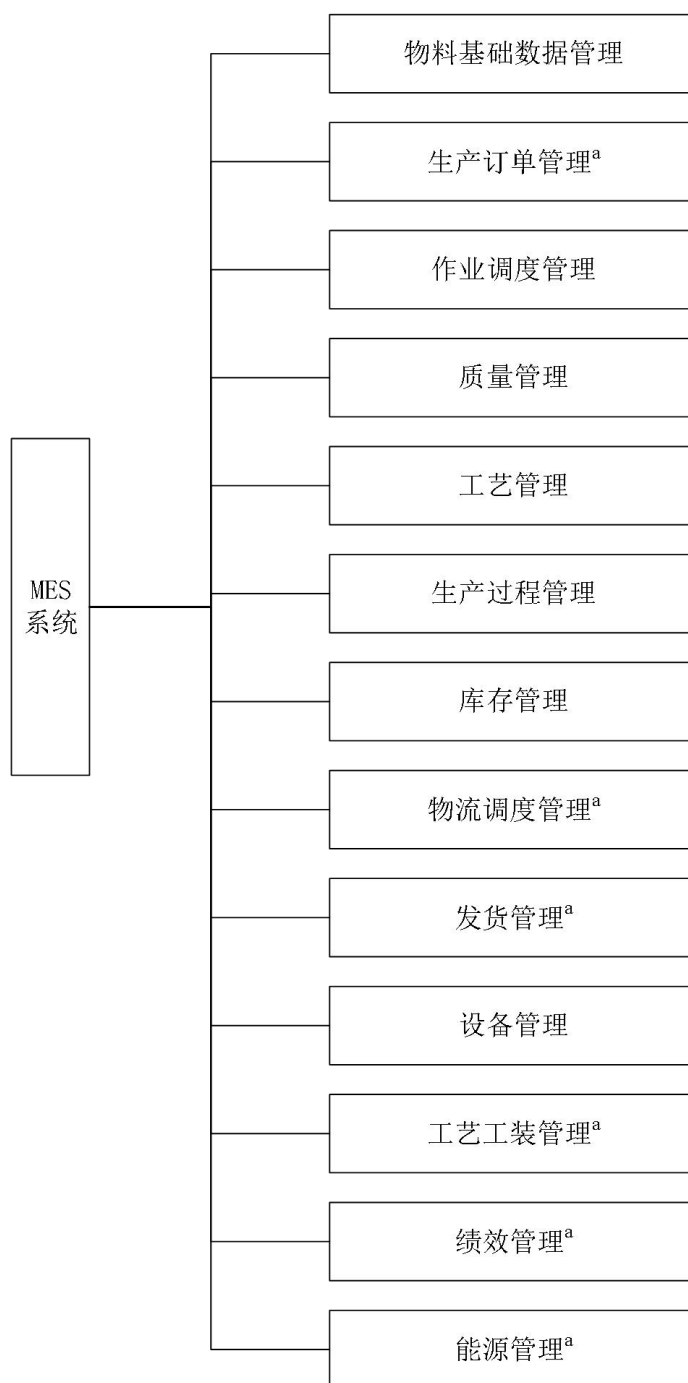 物料基础数据管理
生产订单管理ª
作业调度管理
质量管理
工艺管理
生产过程管理
MES
系统
库存管理
物流调度管理ª
发货管理ª
设备管理
工艺工装管理ª
绩效管理ª
能源管理ª